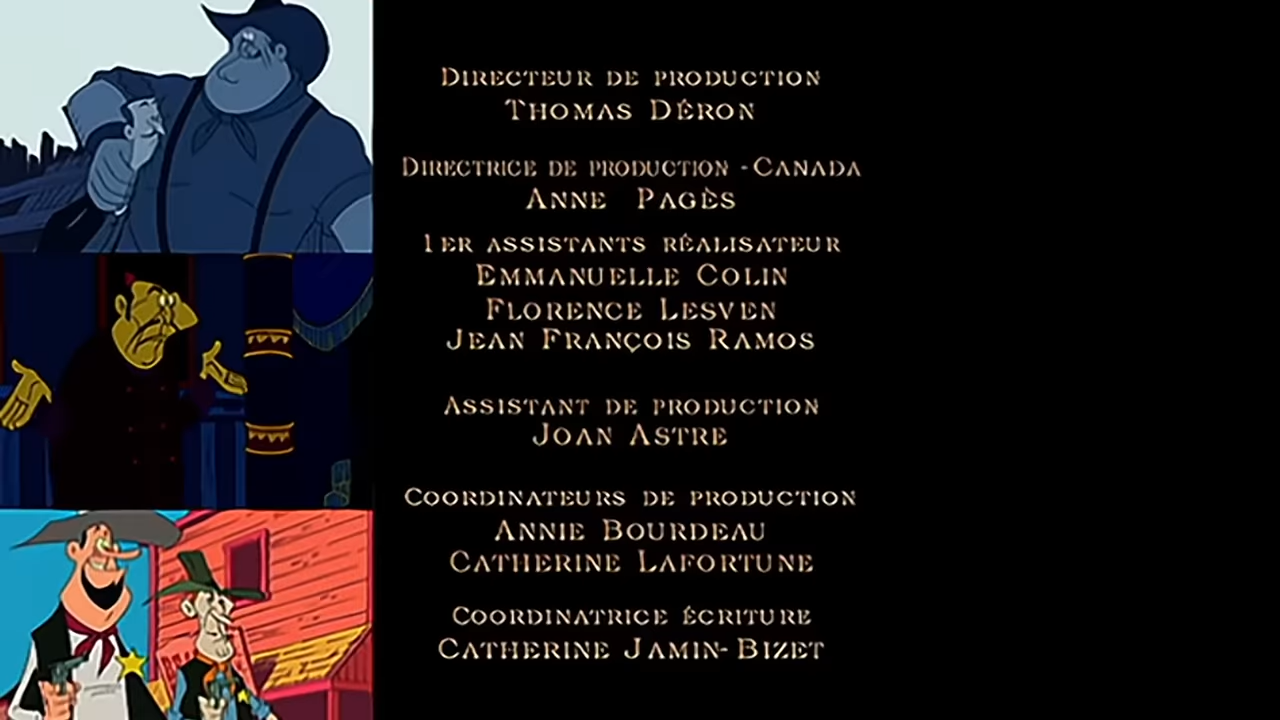 Directeur de production
Thomas Déron
Directrice de production - Canada
Anne Pagès
1er assistants réalisateur
Emmanuelle Colin
Florence Lesven
Jean François Ramos
Assistant de production
Joan Astre
Coordinateurs de production
Annie Bourdeau
Catherine Lafortune
Coordinatrice écriture
Catherine Jamin-Bizet